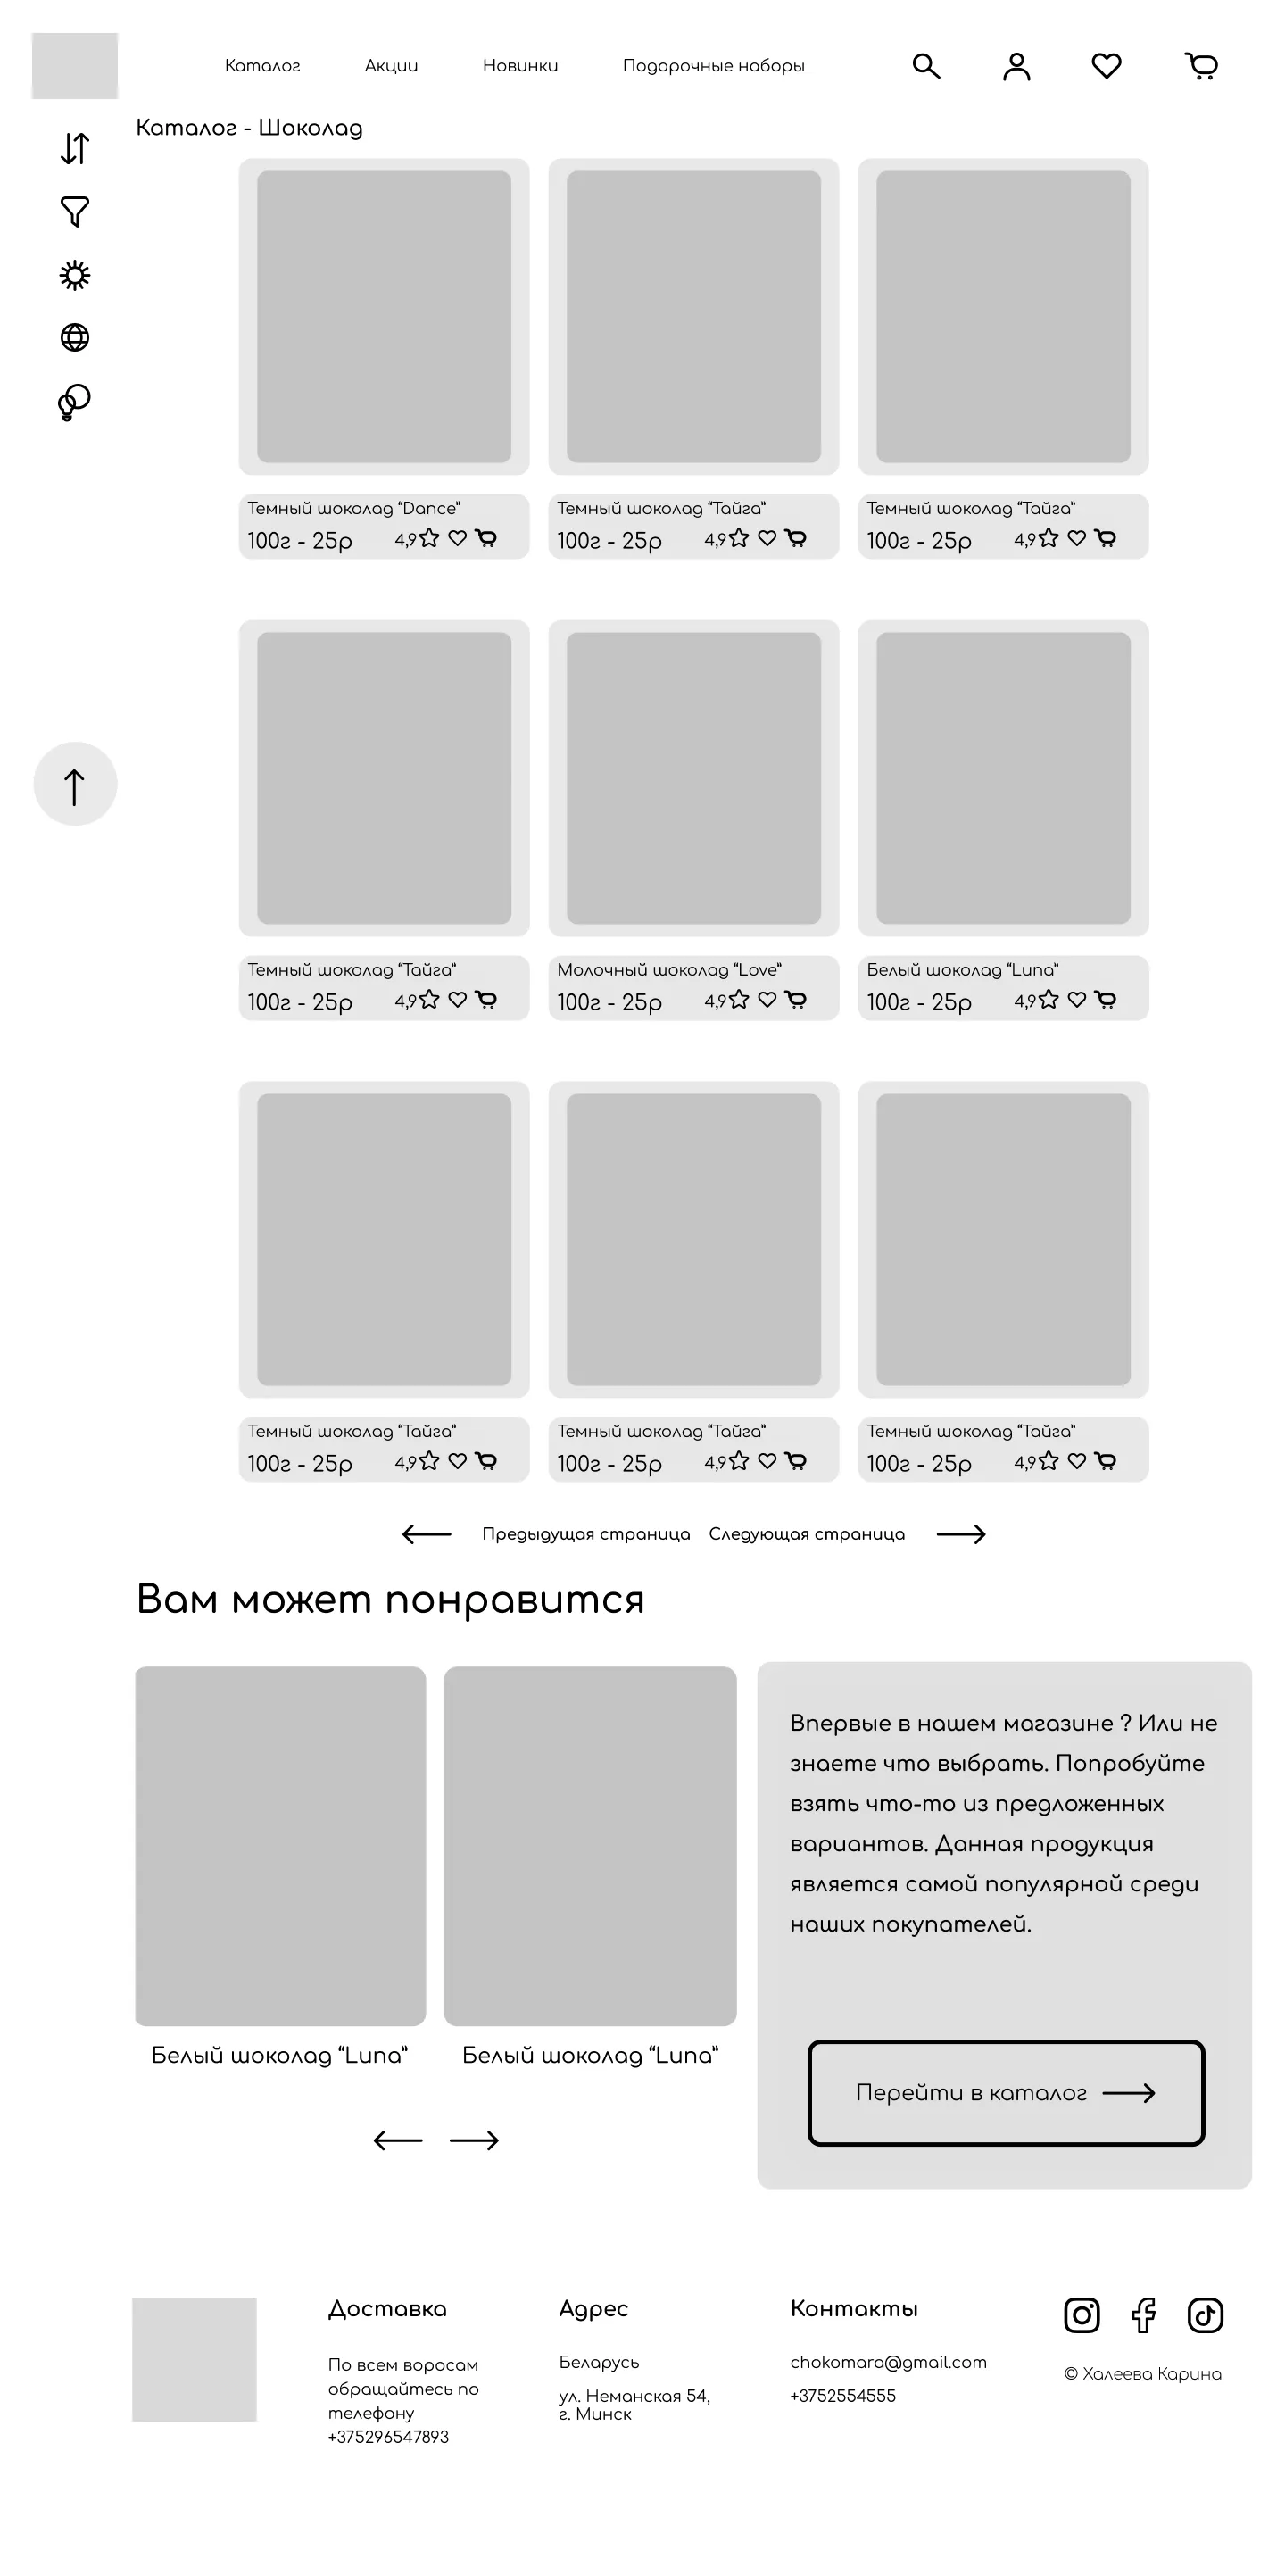 Каталог Акции Новинки Подарочные наборы
Каталог - Шоколад
Темный шоколад “Dance”
100г - 25р 4,9
Темный шоколад “Тайга”
100г - 25р 4,9
Темный шоколад “Тайга”
100г - 25р 4,9
Темный шоколад “Тайга”
100г - 25р 4,9
Молочный шоколад “Love”
100г - 25р 4,9
Белый шоколад “Luna”
100г - 25р 4,9
Темный шоколад “Тайга”
100г - 25р 4,9
Темный шоколад “Тайга”
100г - 25р 4,9
Темный шоколад “Тайга”
100г - 25р 4,9
Предыдущая страница Следующая страница
Вам может понравится
Белый шоколад “Luna”
Белый шоколад “Luna”
Впервые в нашем магазине ? Или не
знаете что выбрать. Попробуйте
взять что-то из предложенных
вариантов. Данная продукция
является самой популярной среди
наших покупателей.
Перейти в каталог
Доставка
По всем воросам
обращайтесь по
телефону
+375296547893
Адрес
Беларусь
ул. Неманская 54,
г. Минск
Контакты
chokomara@gmail.com
+3752554555
© Халеева Карина